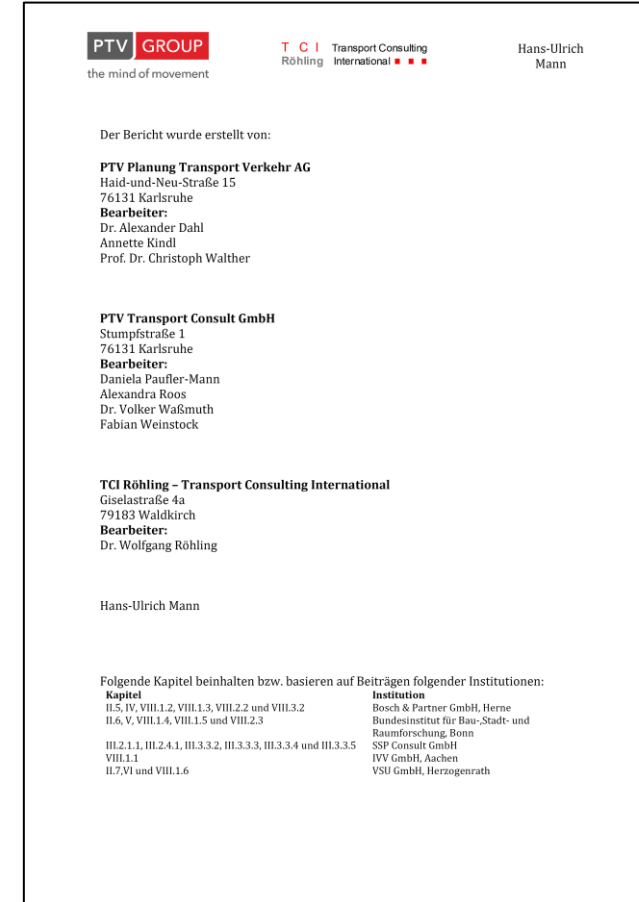 PTV GROUP
the mind of movement
T C I Transport Consulting
Röhling International
Hans-Ulrich
Mann
Der Bericht wurde erstellt von:
PTV Planung Transport Verkehr AG
Haid-und-Neu-Straße 15
76131 Karlsruhe
Bearbeiter:
Dr. Alexander Dahl
Annette Kindl
Prof. Dr. Christoph Walther
PTV Transport Consult GmbH
Stumpfstraße 1
76131 Karlsruhe
Bearbeiter:
Daniela Paufler-Mann
Alexandra Roos
Dr. Volker Waßmuth
Fabian Weinstock
TCI Röhling – Transport Consulting International
Giselastraße 4a
79183 Waldkirch
Bearbeiter:
Dr. Wolfgang Röhling
Hans-Ulrich Mann
Folgende Kapitel beinhalten bzw. basieren auf Beiträgen folgender Institutionen:
Kapitel Institution
II.5, IV, VIII.1.2, VIII.1.3, VIII.2.2 und VIII.3.2 Bosch & Partner GmbH, Herne
II.6, V, VIII.1.4, VIII.1.5 und VIII.2.3 Bundesinstitut für Bau-,Stadt- und
Raumforschung, Bonn
III.2.1.1, III.2.4.1, III.3.3.2, III.3.3.3, III.3.3.4 und III.3.3.5 SSP Consult GmbH
VIII.1.1 IVV GmbH, Aachen
II.7,VI und VIII.1.6 VSU GmbH, Herzogenrath